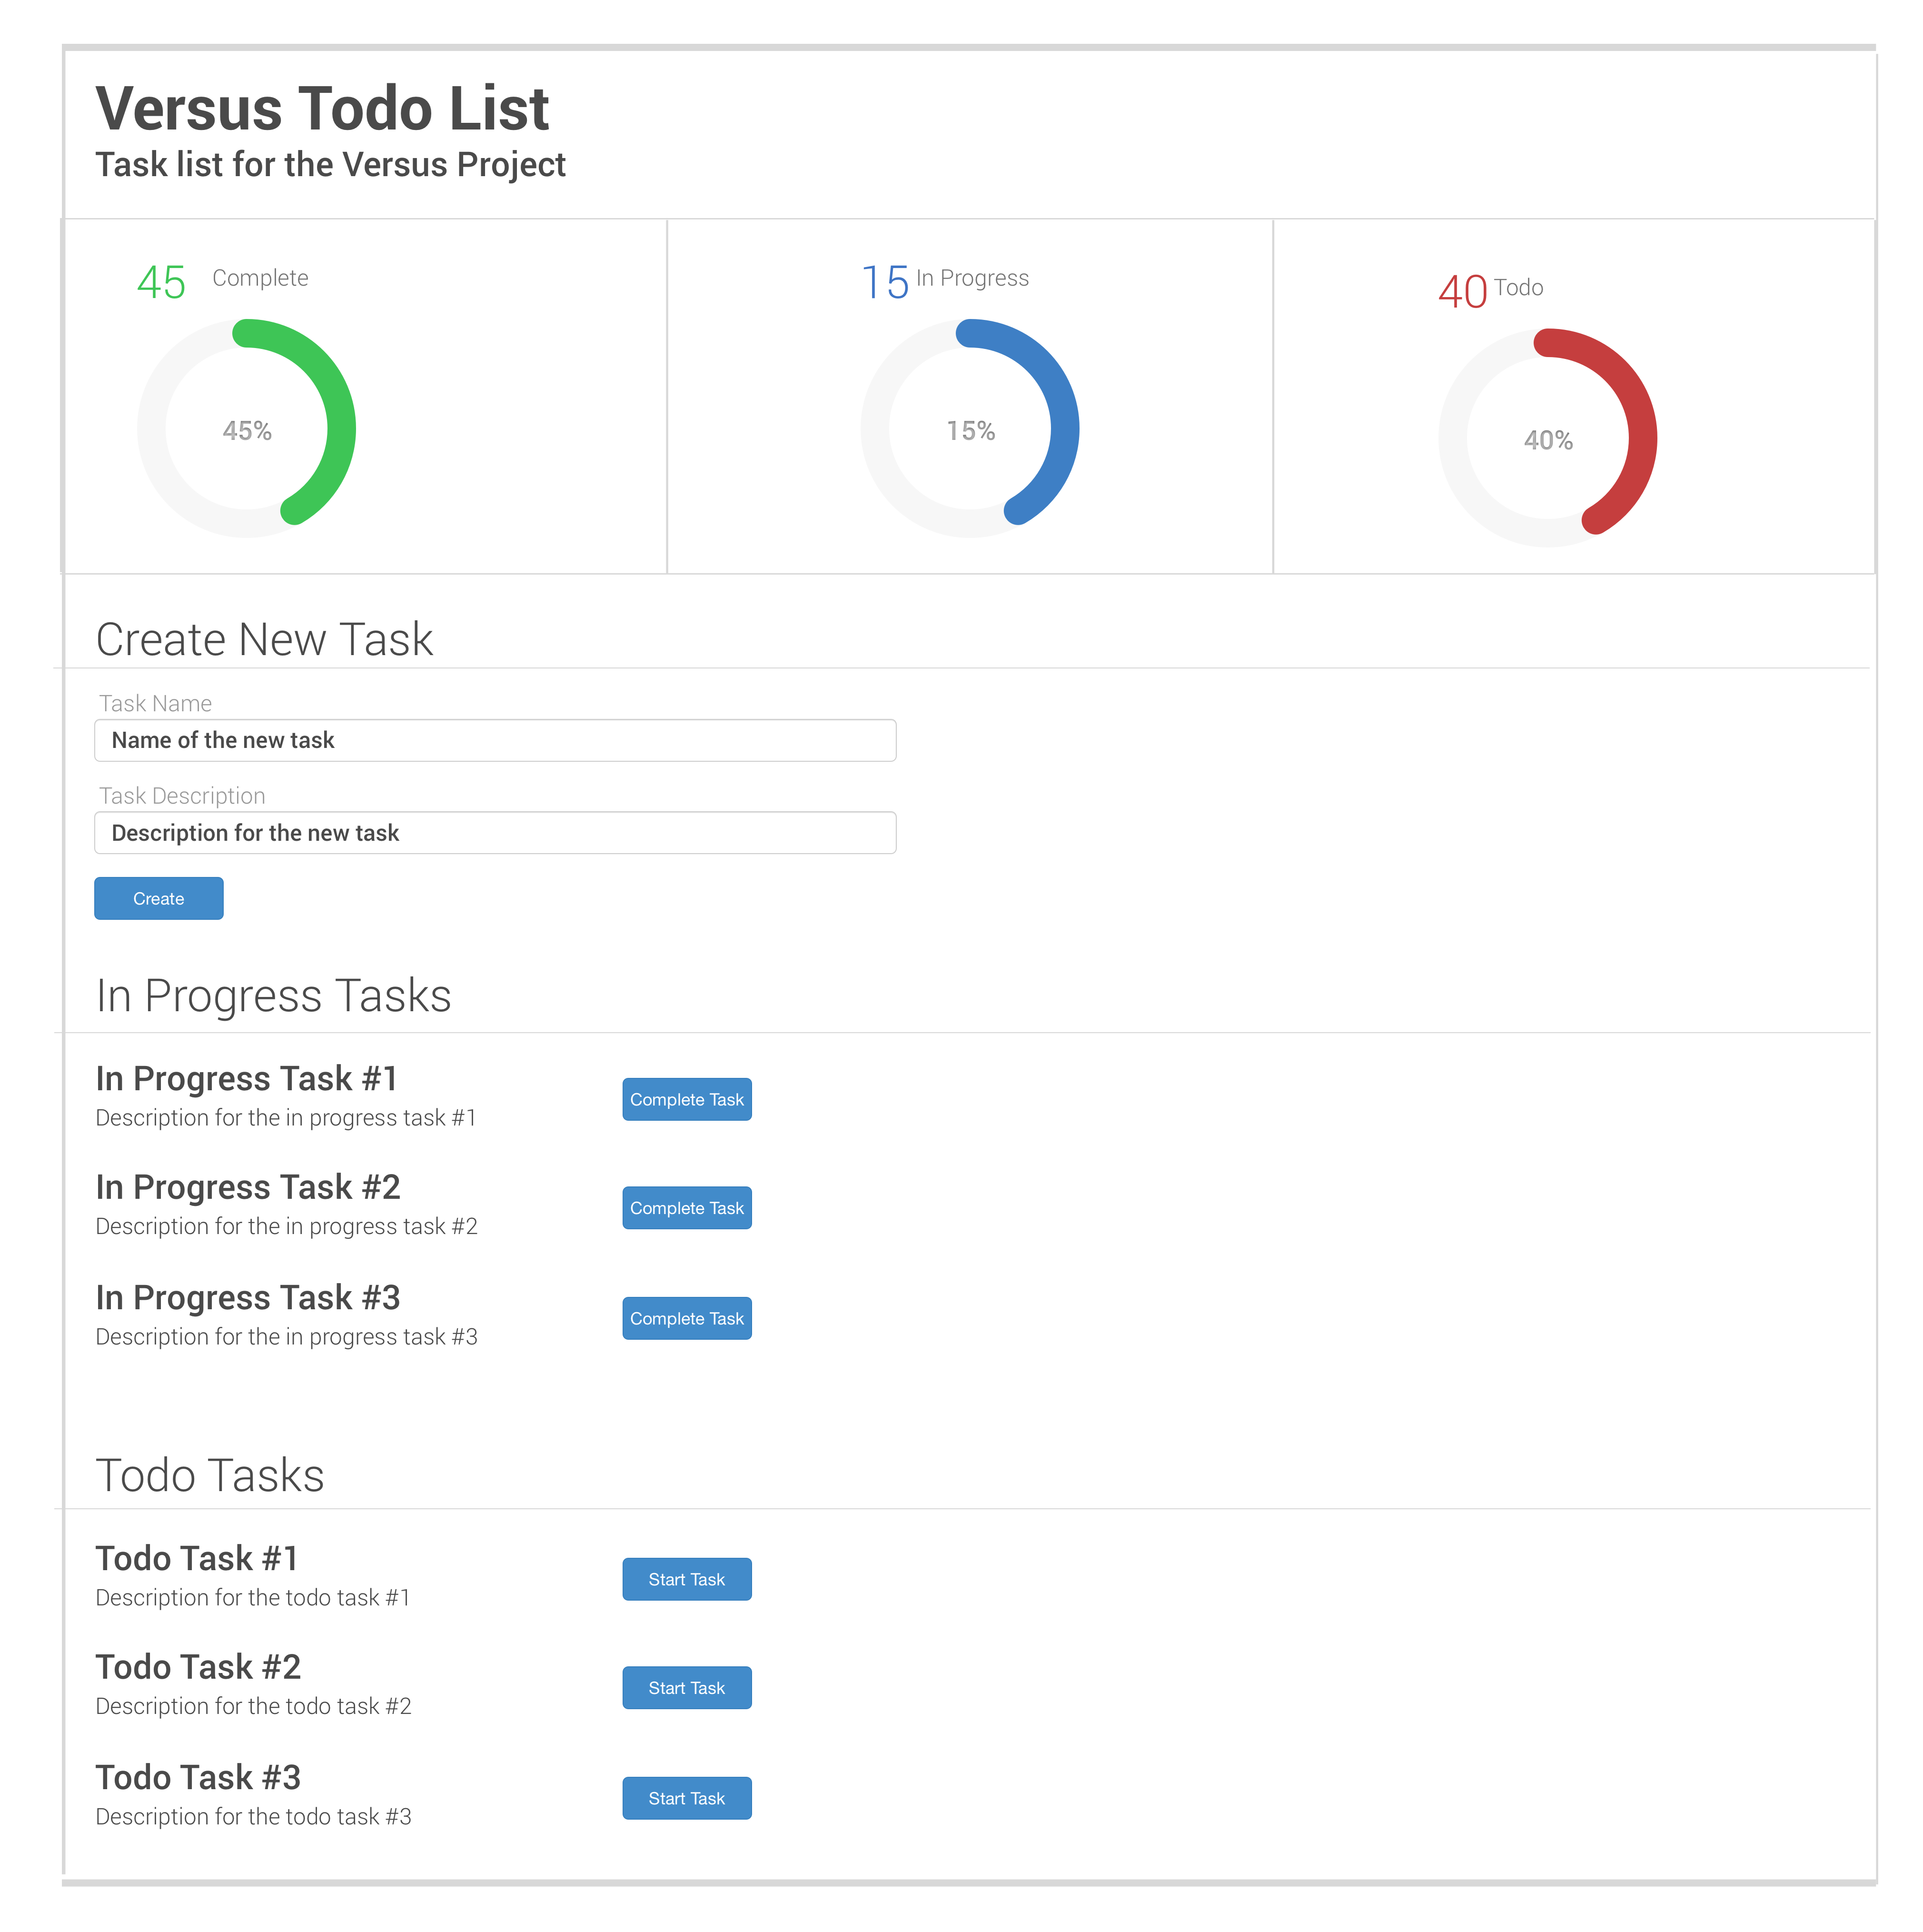 Versus Todo List
Task list for the Versus Project
45 Complete
15 In Progress
40 Todo
45%
15%
40%
Create New Task
Task Name
Name of the new task
Task Description
Description for the new task
Create
In Progress Tasks
In Progress Task #1
Description for the in progress task #1
Complete Task
In Progress Task #2
Description for the in progress task #2
Complete Task
In Progress Task #3
Description for the in progress task #3
Complete Task
Todo Tasks
Todo Task #1
Description for the todo task #1
Start Task
Todo Task #2
Description for the todo task #2
Start Task
Todo Task #3
Description for the todo task #3
Start Task